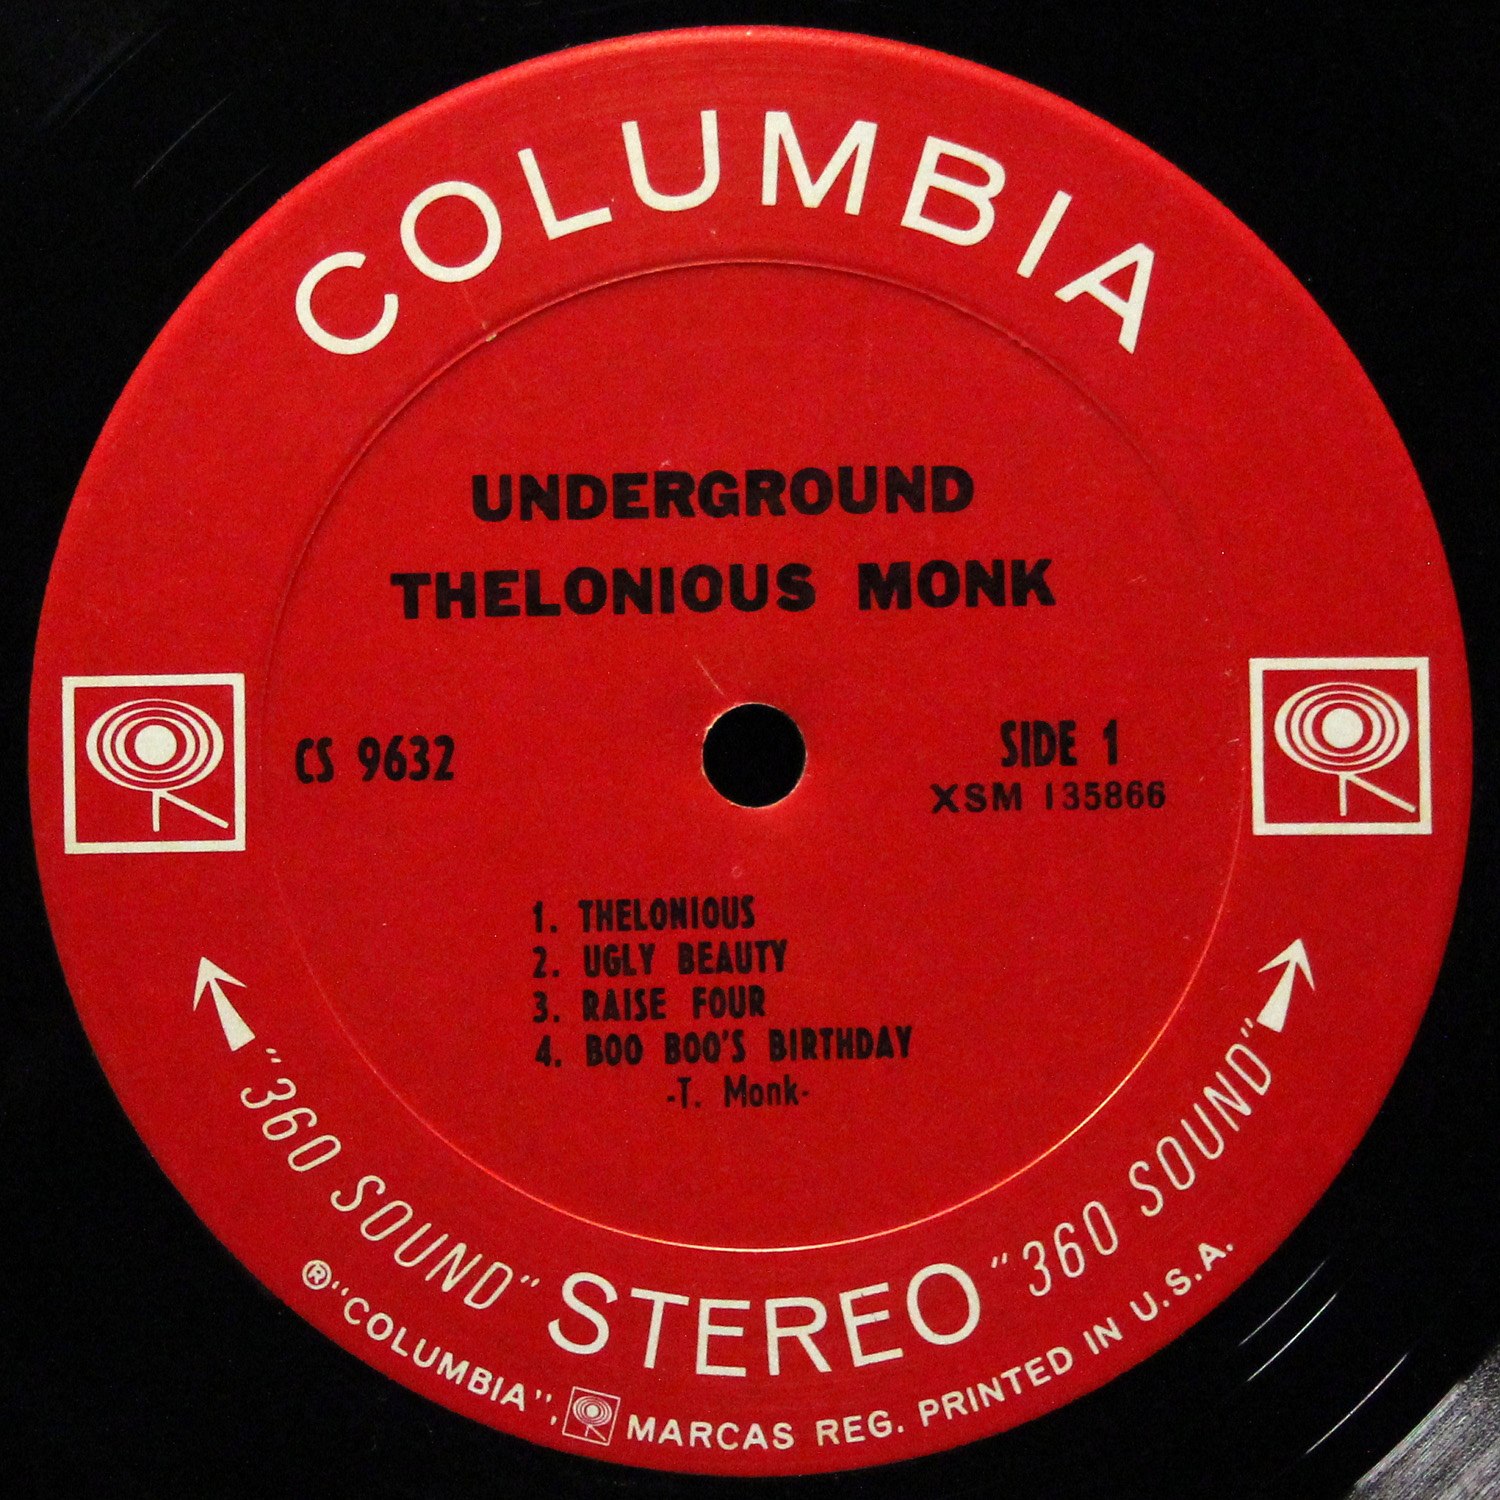 COLUMBIA
UNDERGROUND
THELONIOUS MONK
CS 9632
SIDE 1
XSM 135866
1. THELONIOUS
2. UGLY BEAUTY
3. RAISE FOUR
4. BOO BOO'S BIRTHDAY
-T. Monk-
"360 SOUND" STEREO "360 SOUND"
®"COLUMBIA", MARCAS REG. PRINTED IN U.S.A.